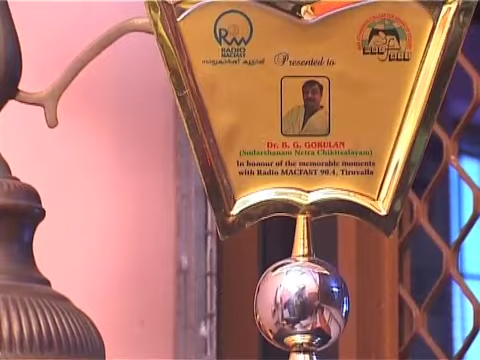 RADIO
MACFAST
Presented to
Dr. B. G. GOKULAN
(Sudarshanam Netra Chikitsalayam)
In honour of the memorable moments
with Radio MACFAST 90.4, Tiruvalla